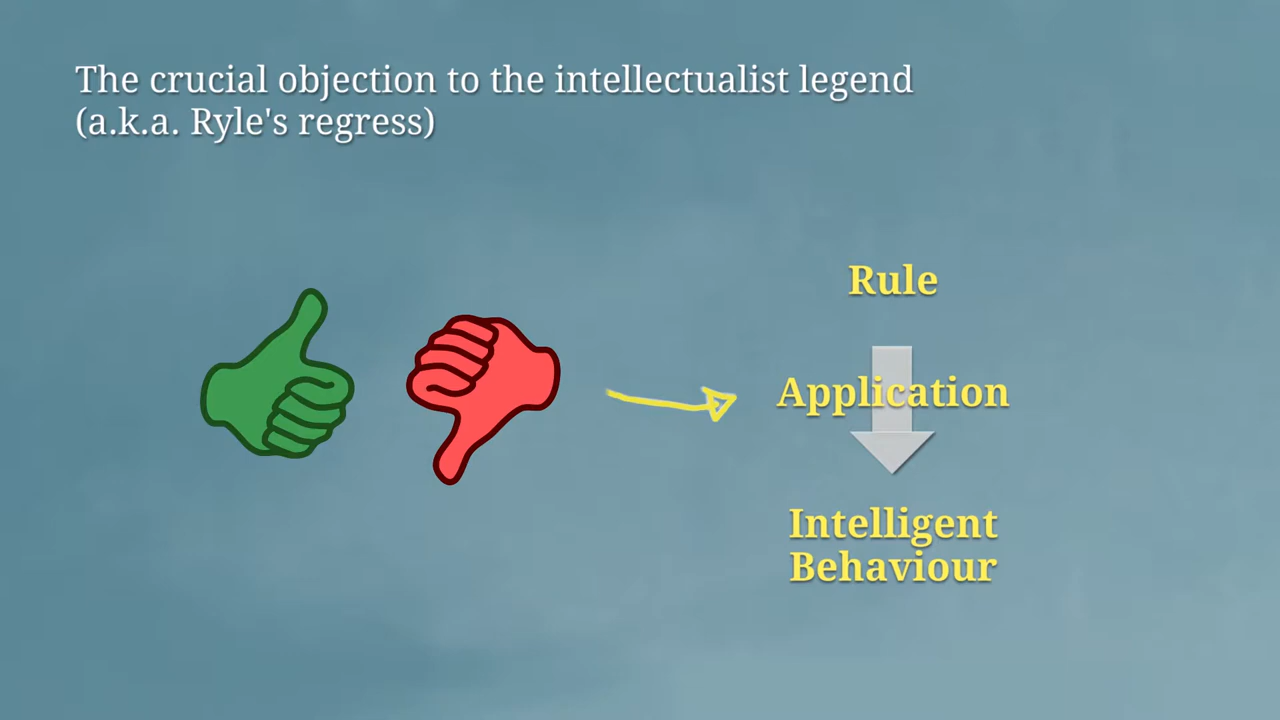 The crucial objection to the intellectualist legend
(a.k.a. Ryle's regress)
Rule
Application
Intelligent
Behaviour